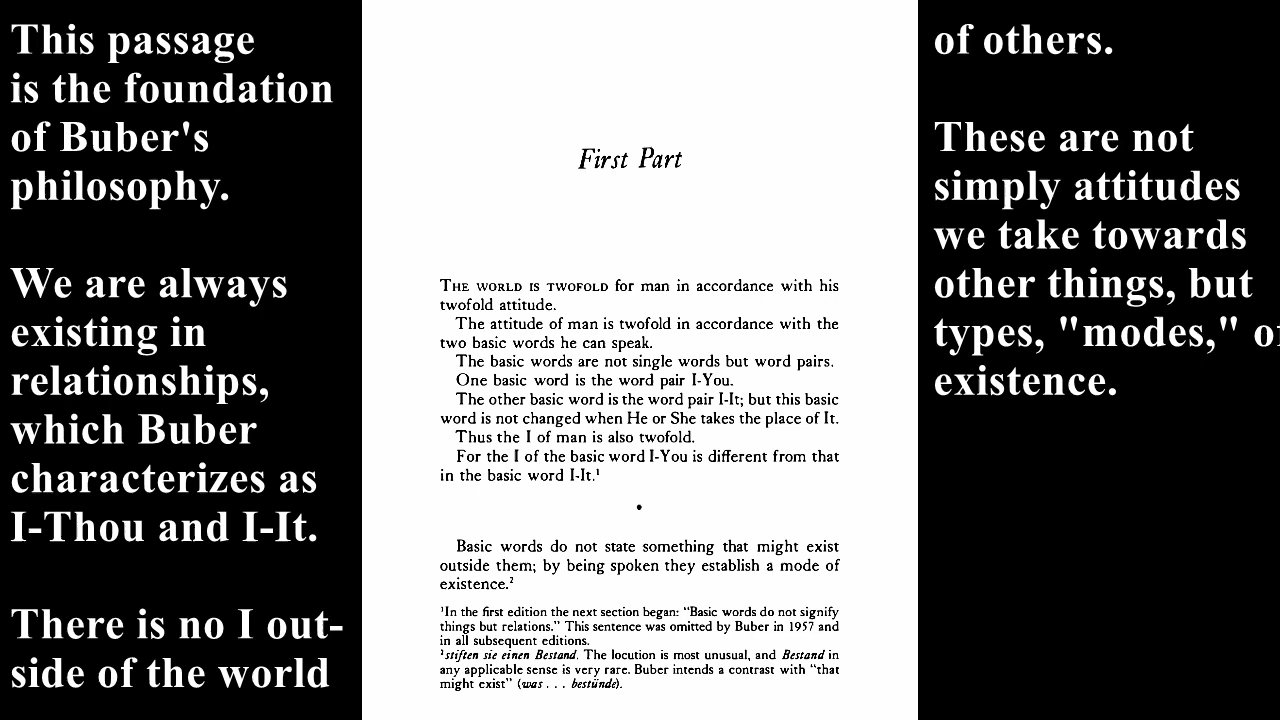 This passage
is the foundation
of Buber's
philosophy.
We are always
existing in
relationships,
which Buber
characterizes as
I-Thou and I-It.
There is no I out-
side of the world
First Part
THE WORLD IS TWOFOLD for man in accordance with his
twofold attitude.
The attitude of man is twofold in accordance with the
two basic words he can speak.
The basic words are not single words but word pairs.
One basic word is the word pair I-You.
The other basic word is the word pair I-It; but this basic
word is not changed when He or She takes the place of It.
Thus the I of man is also twofold.
For the I of the basic word I-You is different from that
in the basic word I-It.¹
•
Basic words do not state something that might exist
outside them; by being spoken they establish a mode of
existence.²
¹In the first edition the next section began: “Basic words do not signify
things but relations.” This sentence was omitted by Buber in 1957 and
in all subsequent editions.
²stiften sie einen Bestand. The locution is most unusual, and Bestand in
any applicable sense is very rare. Buber intends a contrast with “that
might exist” (was . . . bestünde).
of others.
These are not
simply attitudes
we take towards
other things, but
types, "modes,"
existence.